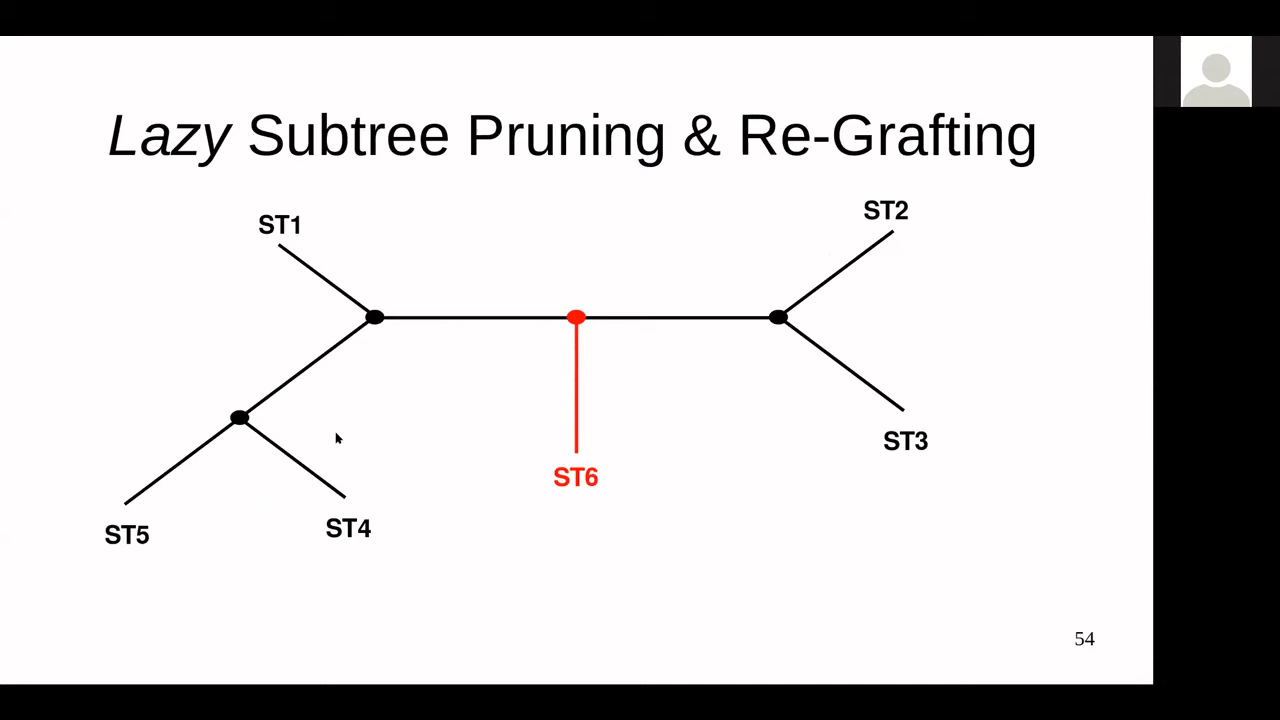 Lazy Subtree Pruning & Re-Grafting
ST1
ST2
ST3
ST6
ST4
ST5
54